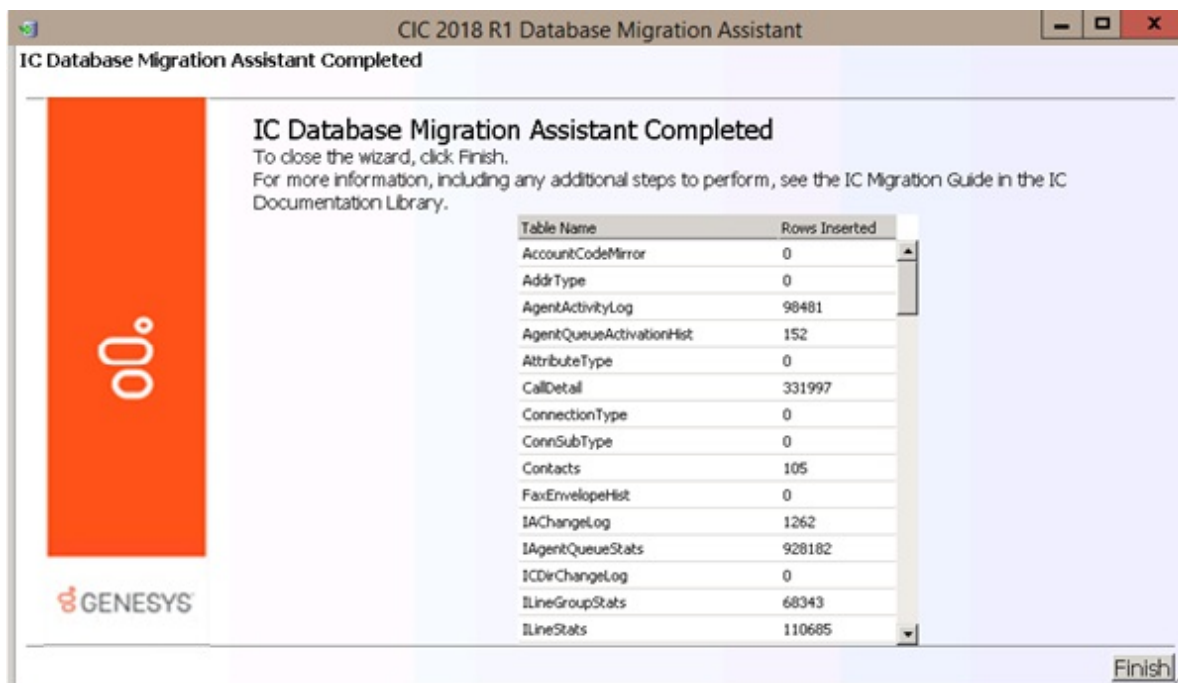 CIC 2018 R1 Database Migration Assistant
IC Database Migration Assistant Completed
IC Database Migration Assistant Completed
To close the wizard, click Finish.
For more information, including any additional steps to perform, see the IC Migration Guide in the IC
Documentation Library.
Table Name Rows Inserted
AccountCodeMirror 0
AddrType 0
AgentActivityLog 98481
AgentQueueActivationHist 152
AttributeType 0
CallDetail 331997
ConnectionType 0
ConnSubType 0
Contacts 105
FaxEnvelopeHist 0
IAChangeLog 1262
IAgentQueueStats 928182
ICDirChangeLog 0
ILineGroupStats 68343
ILineStats 110685
GENESYS
Finish